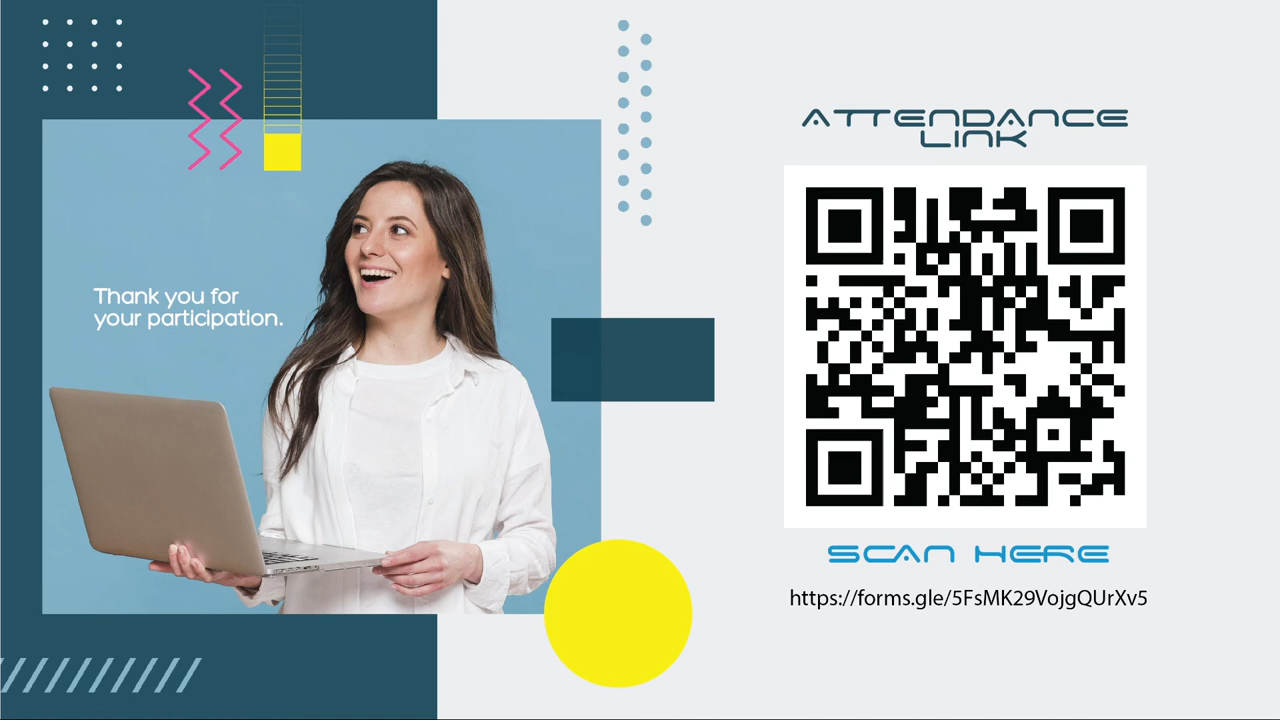 Thank you for
your participation.
ATTENDANCE
LINK
SCAN HERE
https://forms.gle/5FsMK29VojgQUrXv5